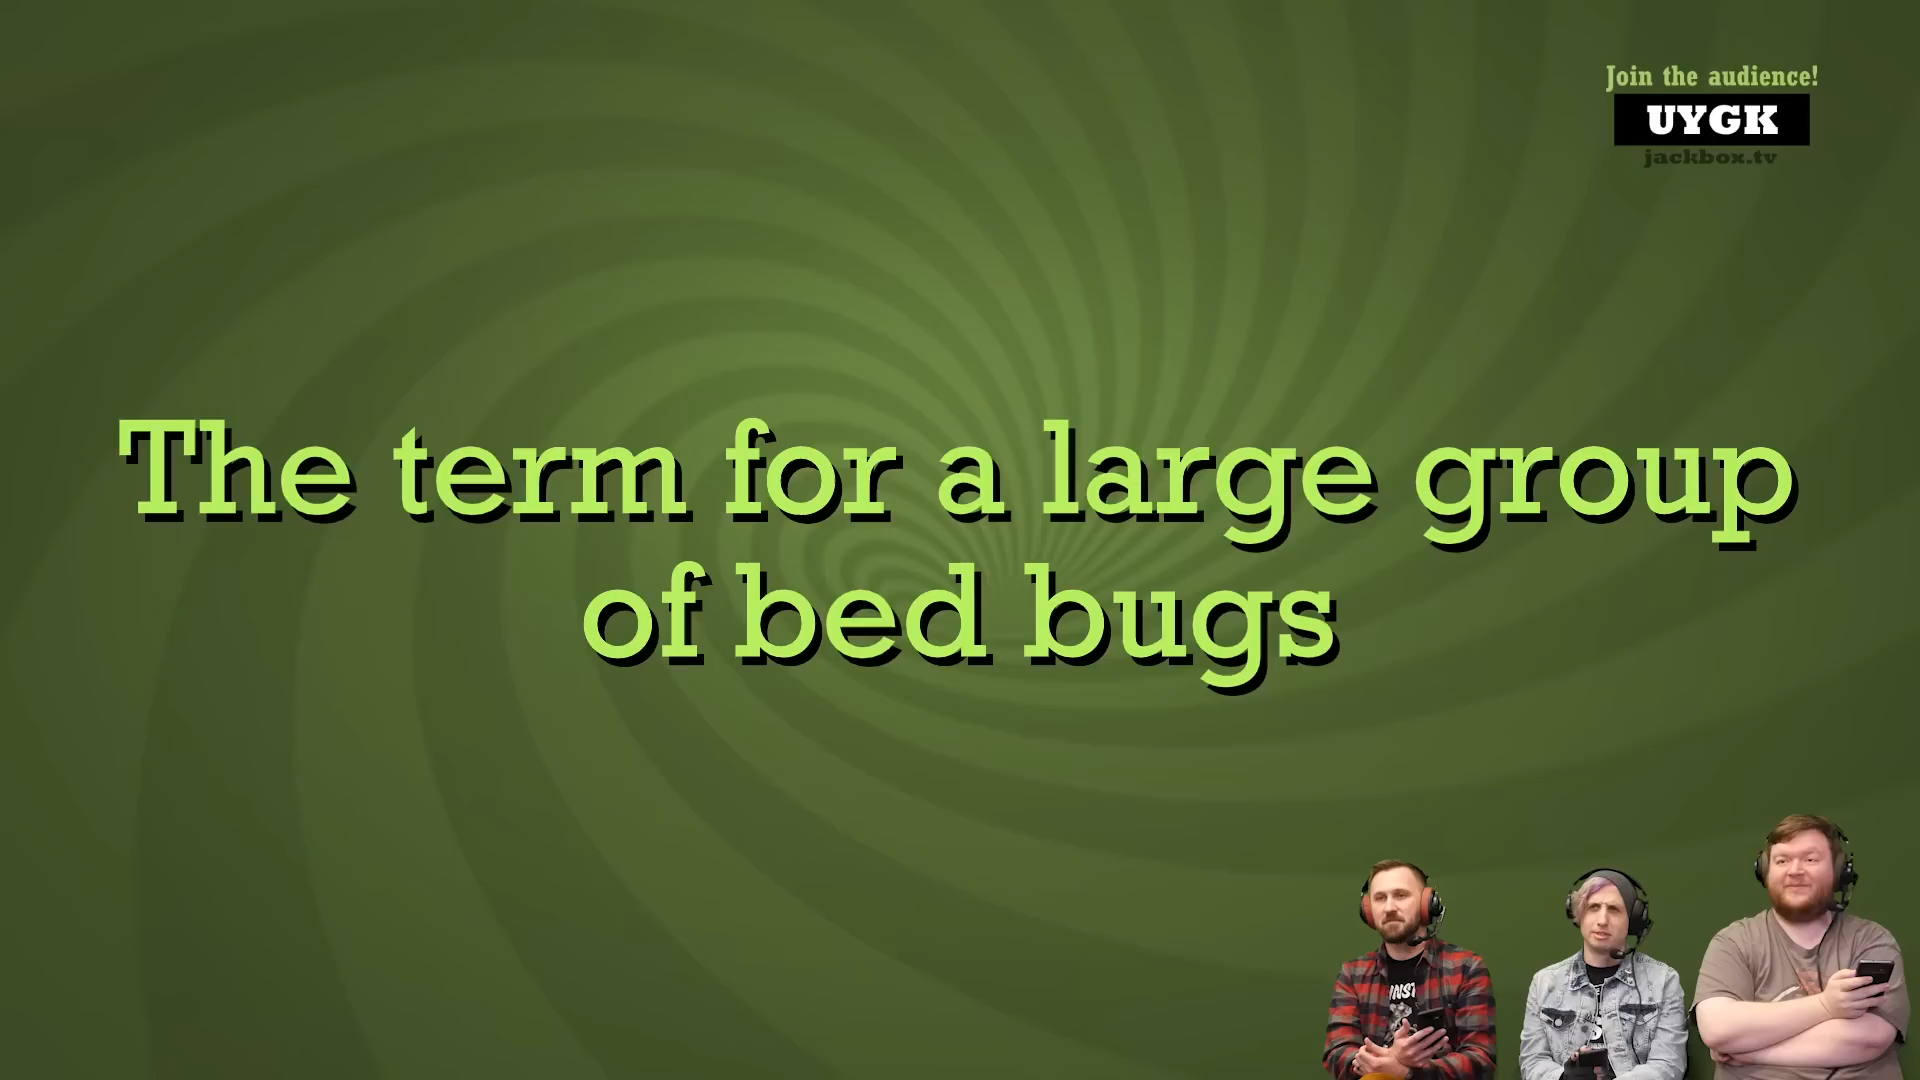 Join the audience!
UYGK
jackbox.tv
The term for a large group
of bed bugs